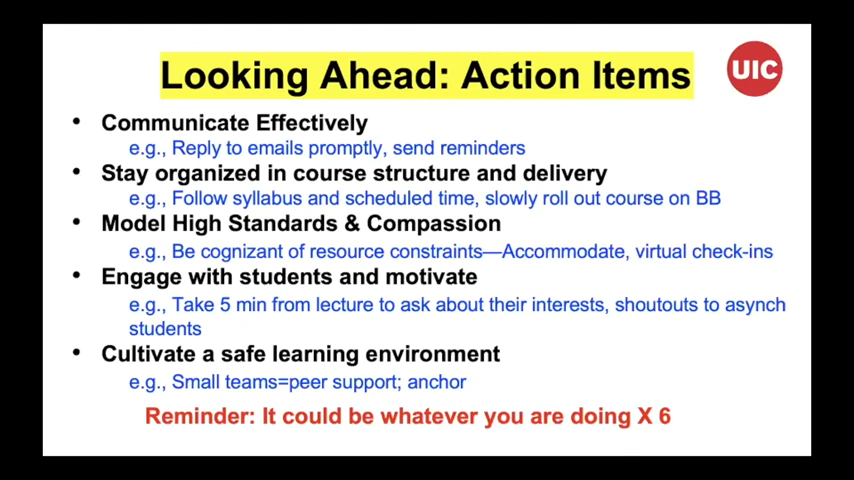 Looking Ahead: Action Items
UIC
• Communicate Effectively
e.g., Reply to emails promptly, send reminders
• Stay organized in course structure and delivery
e.g., Follow syllabus and scheduled time, slowly roll out course on BB
• Model High Standards & Compassion
e.g., Be cognizant of resource constraints—Accommodate, virtual check-ins
• Engage with students and motivate
e.g., Take 5 min from lecture to ask about their interests, shoutouts to asynch
students
• Cultivate a safe learning environment
e.g., Small teams=peer support; anchor
Reminder: It could be whatever you are doing X 6